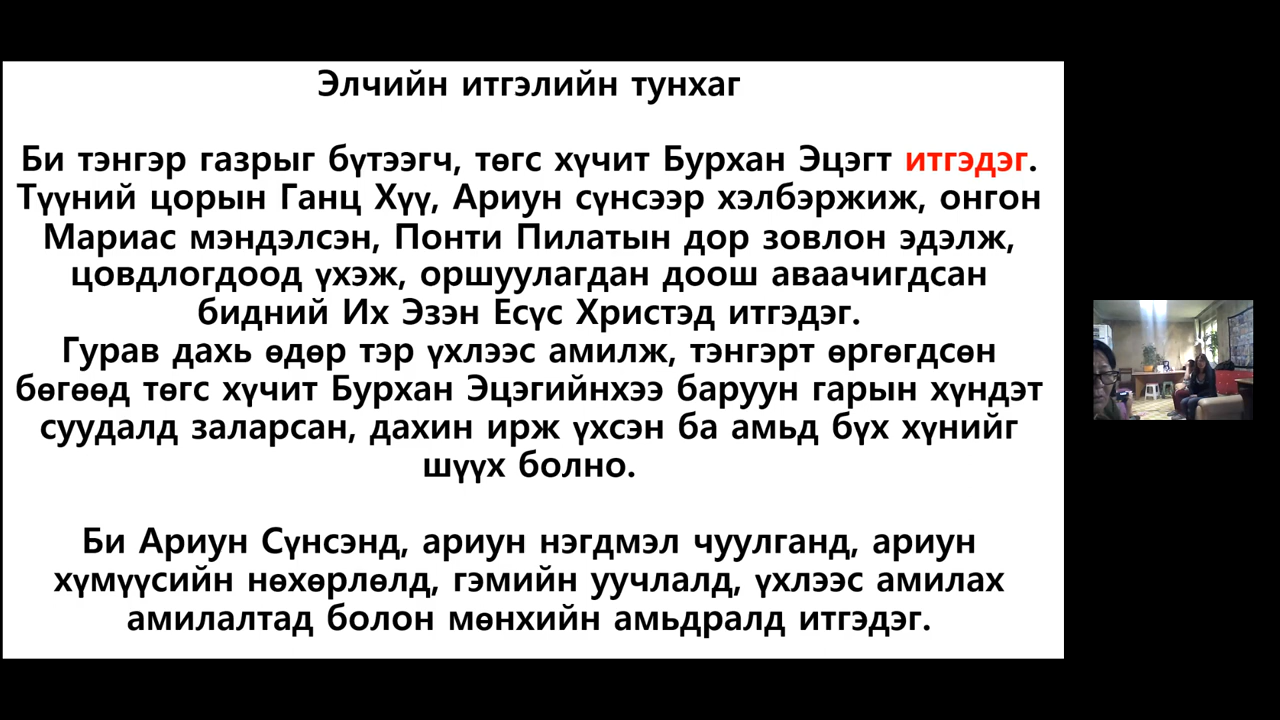 Элчийн итгэлийн тунхаг
Би тэнгэр газрыг бүтээгч, төгс хүчит Бурхан Эцэгт итгэдэг.
Түүний цорын Ганц Хүү, Ариун сүнсээр хэлбэржиж, онгон
Мариас мэндэлсэн, Понти Пилатын дор зовлон эдэлж,
цовдлогдоод үхэж, оршуулагдан доош аваачигдсан
бидний Их Эзэн Есүс Христэд итгэдэг.
Гурав дахь өдөр тэр үхлээс амилж, тэнгэрт өргөгдсөн
бөгөөд төгс хүчит Бурхан Эцэгийнхээ баруун гарын хүндэт
суудалд заларсан, дахин ирж үхсэн ба амьд бүх хүнийг
шүүх болно.
Би Ариун Сүнсэнд, ариун нэгдмэл чуулганд, ариун
хүмүүсийн нөхөрлөлд, гэмийн уучлалд, үхлээс амилах
амилалтад болон мөнхийн амьдралд итгэдэг.